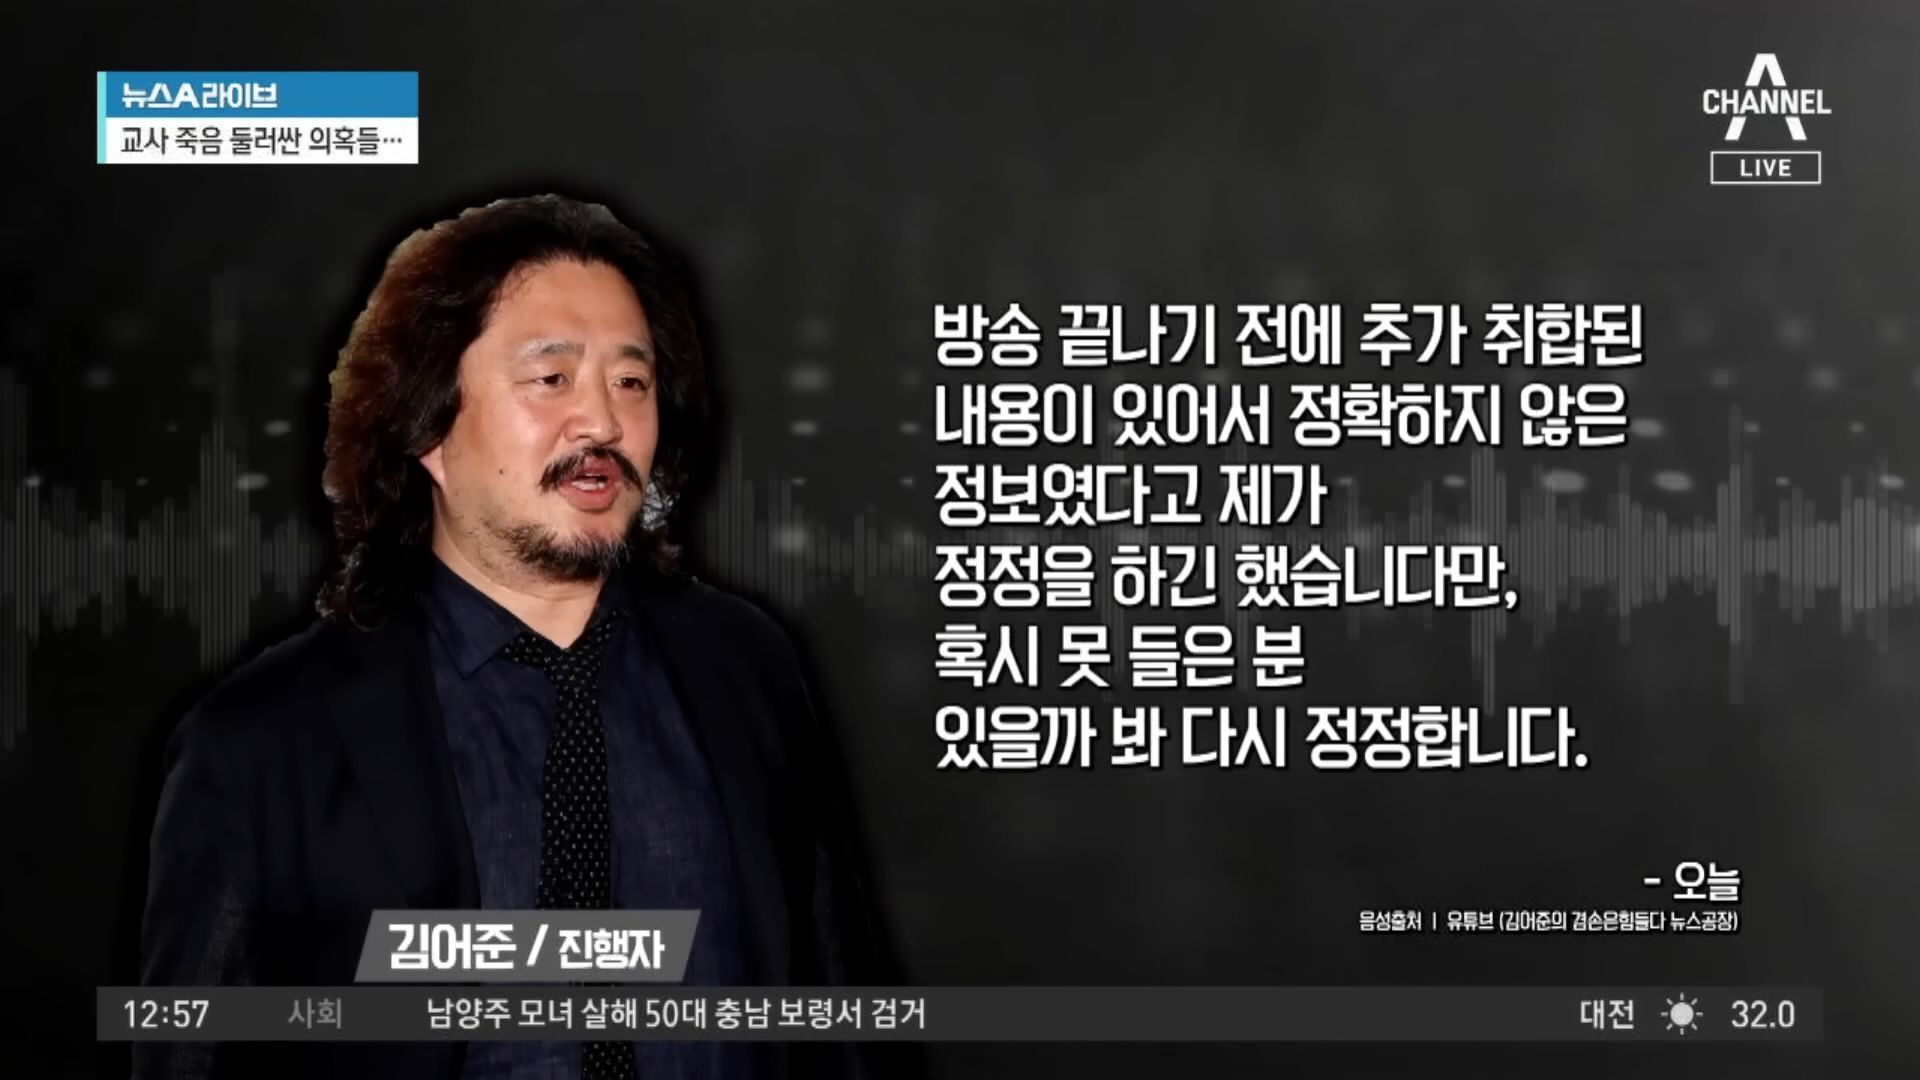 뉴스A 라이브
교사 죽음 둘러싼 의혹들…
CHANNEL A
LIVE
방송 끝나기 전에 추가 취합된
내용이 있어서 정확하지 않은
정보였다고 제가
정정을 하긴 했습니다만,
혹시 못 들은 분
있을까 봐 다시 정정합니다.
- 오늘
음성출처 | 유튜브 (김어준의 겸손은힘들다 뉴스공장)
김어준 / 진행자
12:57 사회 남양주 모녀 살해 50대 충남 보령서 검거 대전 32.0